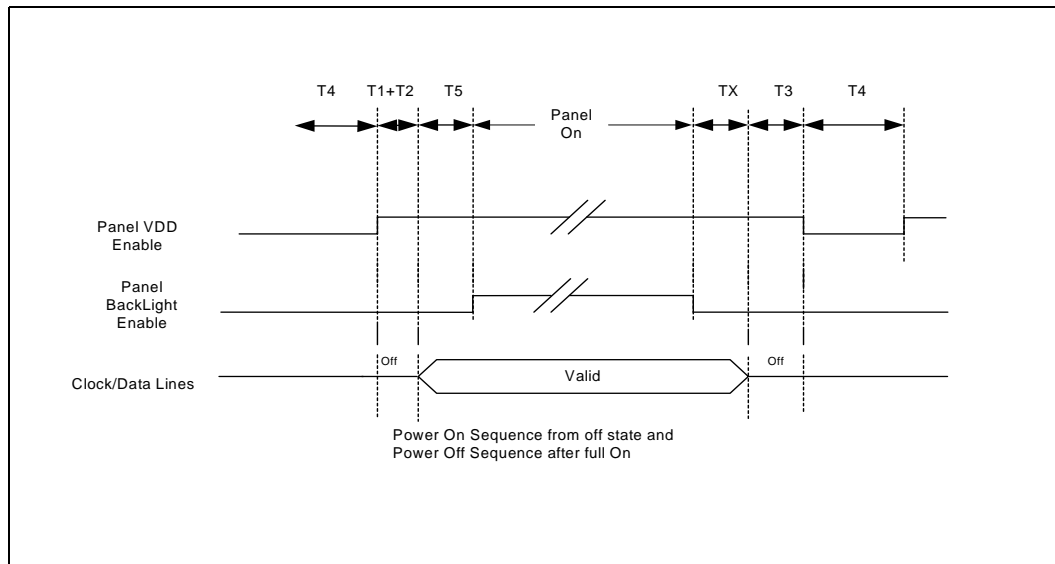 T4 T1+T2 T5 TX T3 T4
Panel
On
Panel VDD
Enable
Panel
BackLight
Enable
Off Off
Clock/Data Lines Valid
Power On Sequence from off state and
Power Off Sequence after full On